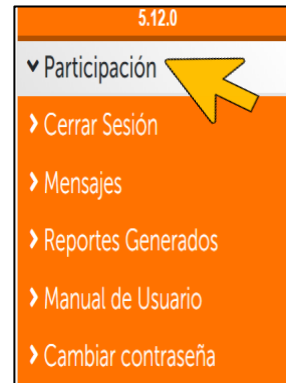 5.12.0
Participación
Cerrar Sesión
Mensajes
Reportes Generados
Manual de Usuario
Cambiar contraseña